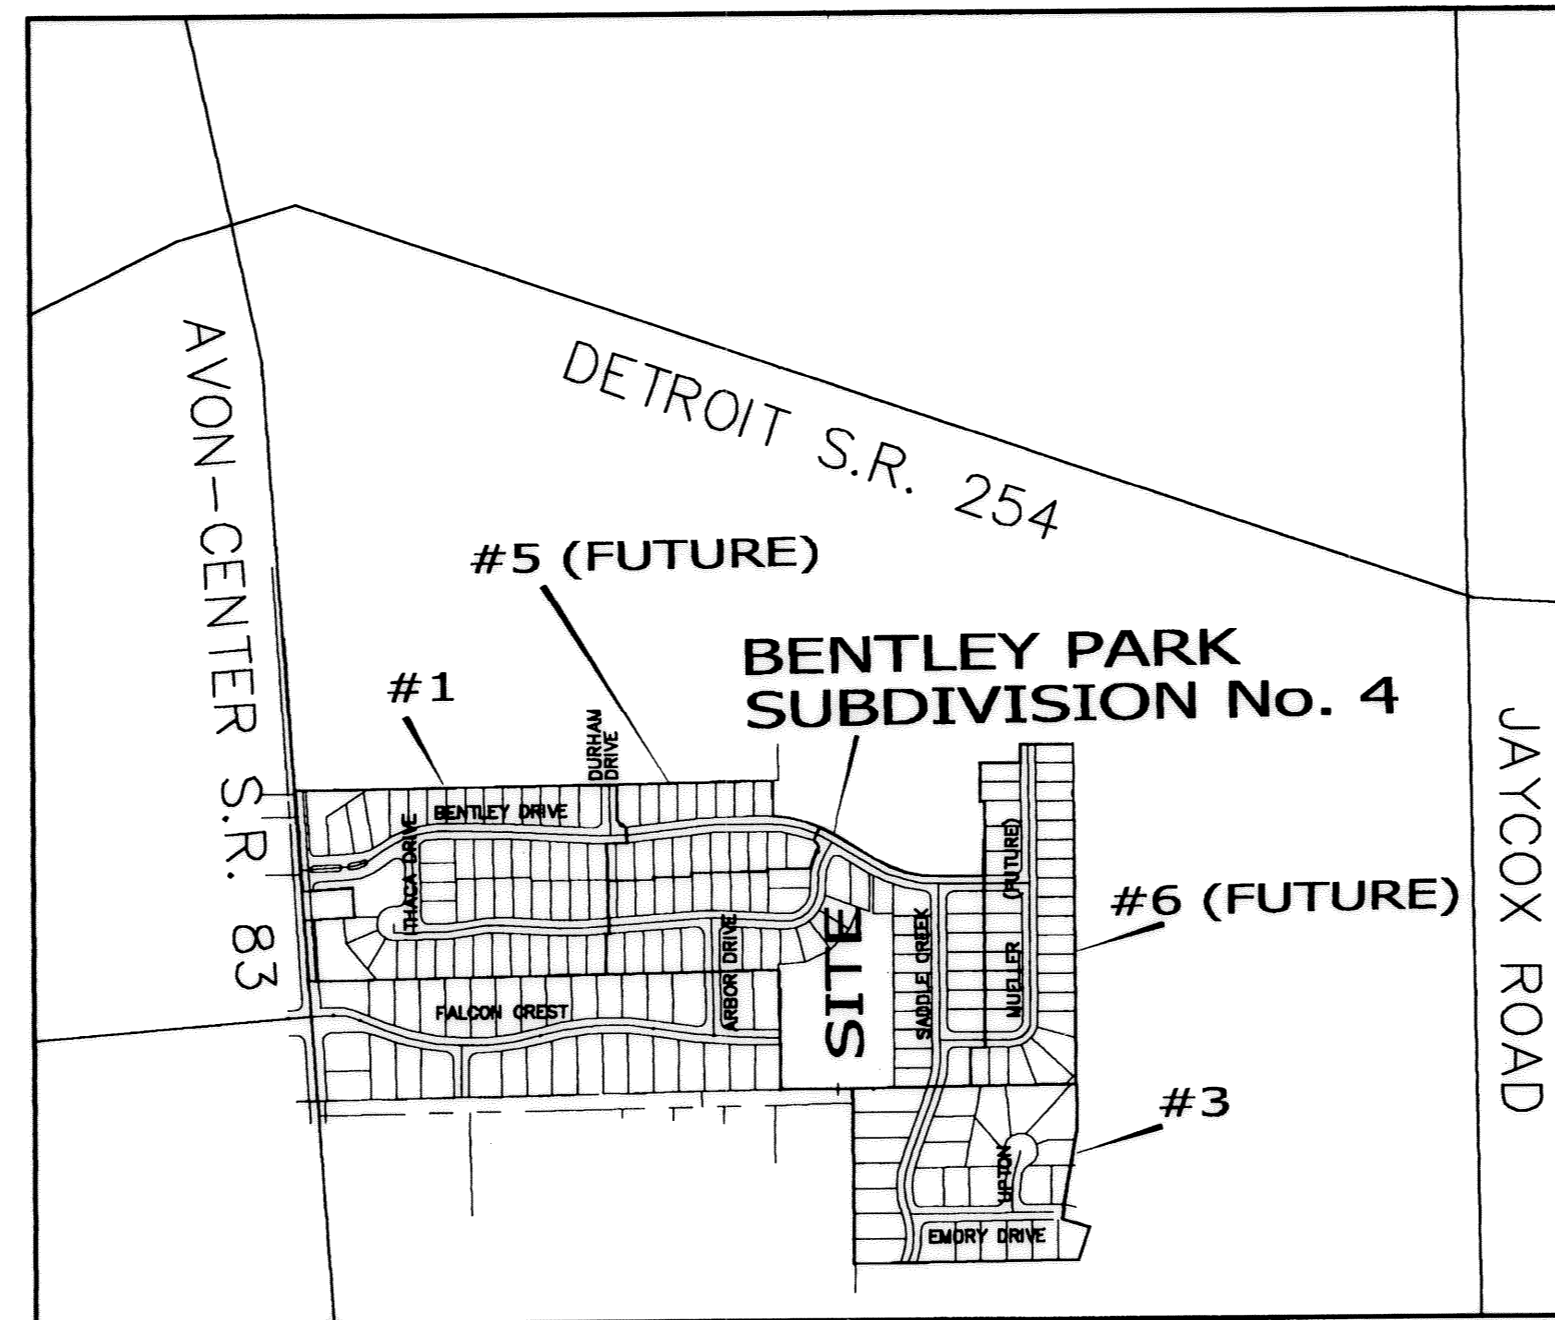 AVON-CENTER S.R. 83
DETROIT S.R. 254
#5 (FUTURE)
BENTLEY PARK
SUBDIVISION No. 4
#1
DURHAM
DRIVE
BENTLEY DRIVE
ITHACA DRIVE
JAYCOX ROAD
(FUTURE)
MUELLER
#6 (FUTURE)
SITE
SADDLE CREEK
ARBOR DRIVE
FALCON CREST
#3
UPTON
EMORY DRIVE